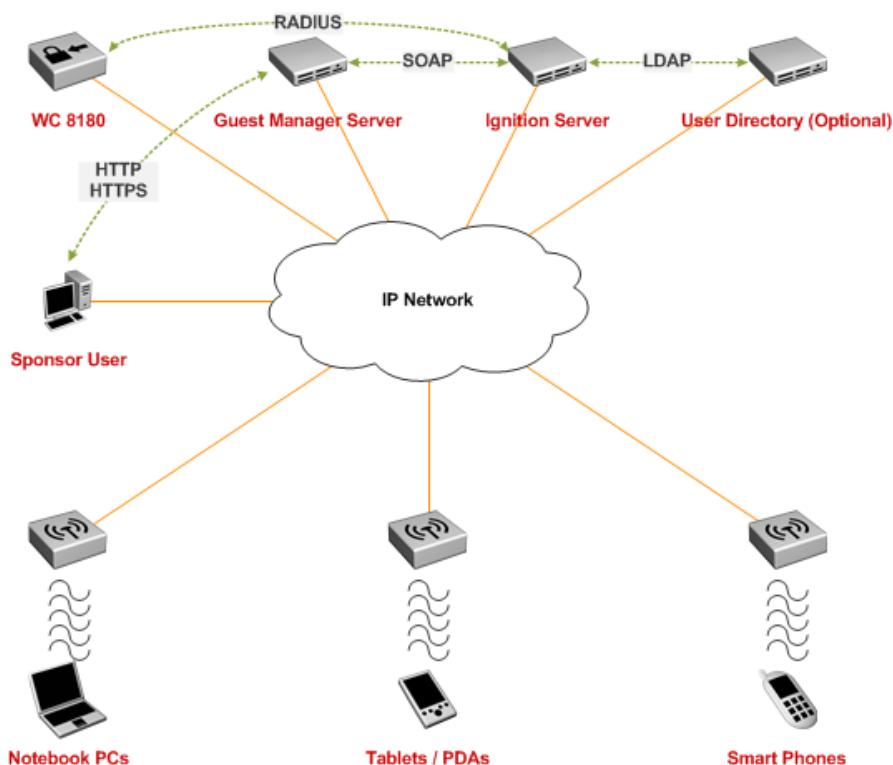 RADIUS
SOAP
LDAP
WC 8180
Guest Manager Server
Ignition Server
User Directory (Optional)
HTTP
HTTPS
IP Network
Sponsor User
Notebook PCs
Tablets / PDAs
Smart Phones